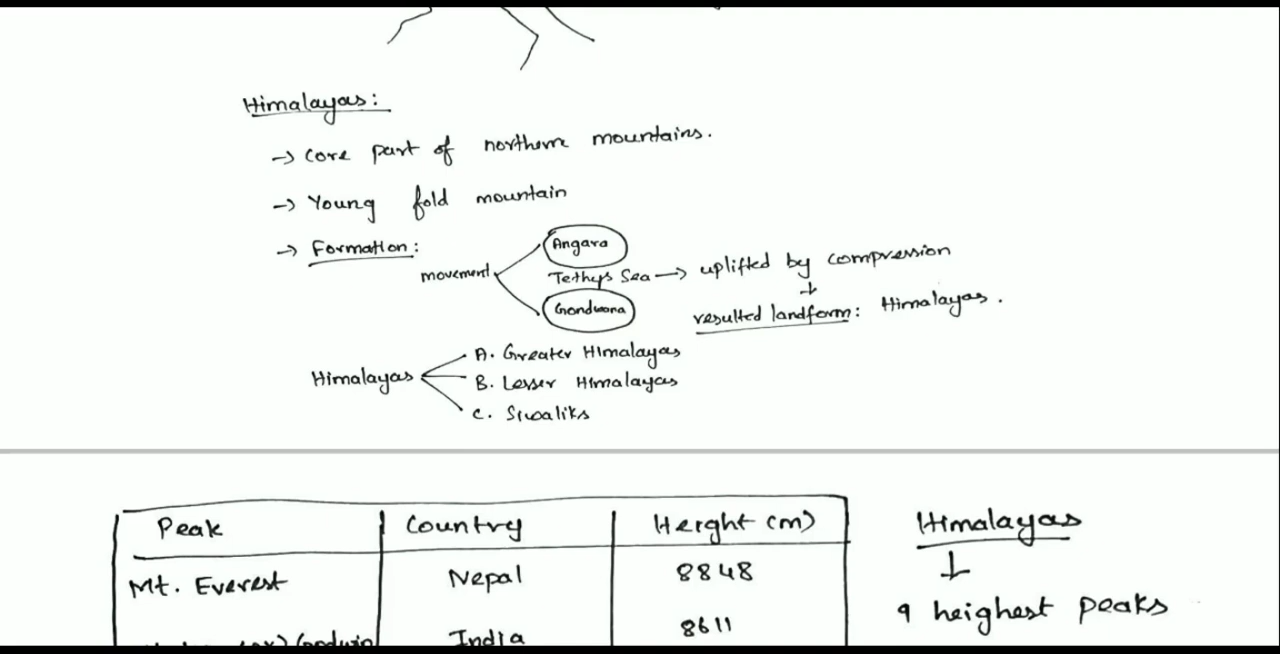 Himalayas:
→ Core part of northern mountains.
→ Young fold mountain
→ Formation:
movement
Angara
Tethys Sea → uplifted by compression
Gondwana
resulted landform: Himalayas.
Himalayas
A. Greater Himalayas
B. Lesser Himalayas
C. Siwaliks
Peak Country Height (m)
Mt. Everest Nepal 8848
India 8611
Himalayas
↓
9 heighest peaks